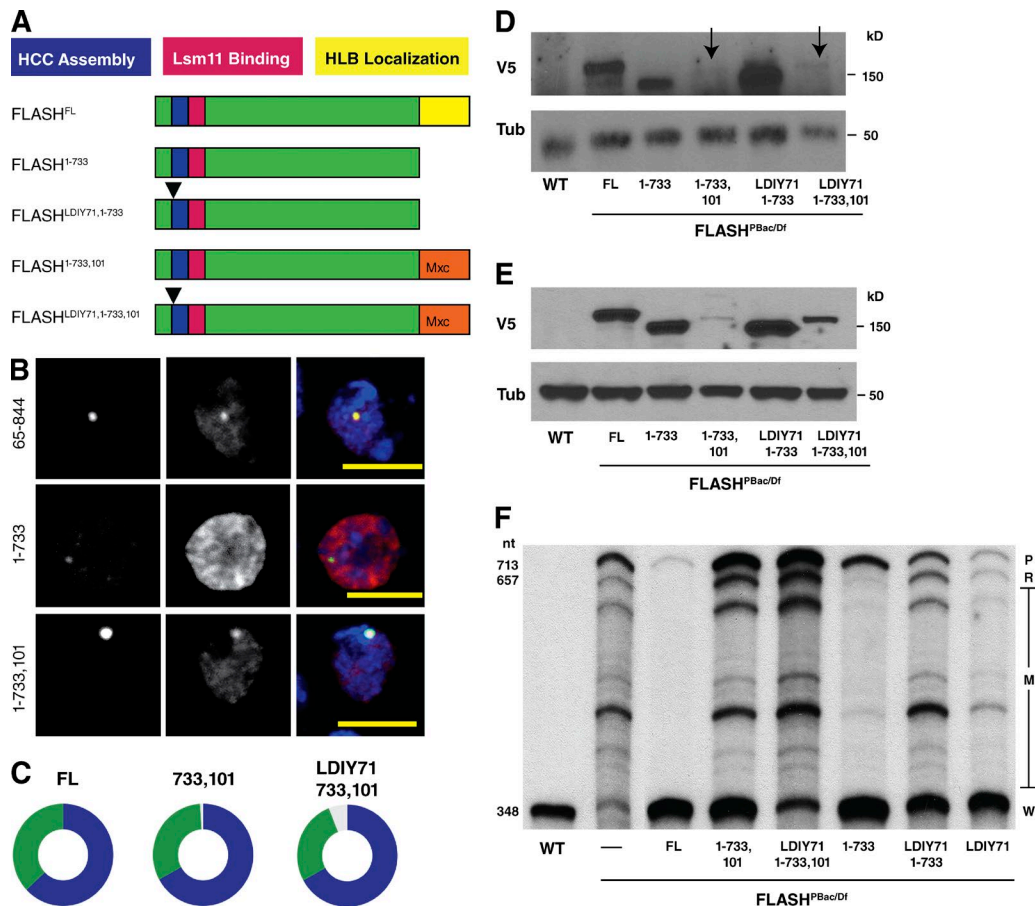 A
HCC Assembly
Lsm11 Binding
HLB Localization
FLASH^FL
FLASH^1-733
FLASH^LDIY71,1-733
FLASH^1-733,101
Mxc
FLASH^LDIY71,1-733,101
Mxc
B
65-844
1-733
1-733,101
C
FL
733,101
LDIY71
733,101
D
kD
V5
150
Tub
50
WT
FL
1-733
1-733,
101
LDIY71
1-733
LDIY71
1-733,101
FLASH^PBac/Df
E
kD
V5
150
Tub
50
WT
FL
1-733
1-733,
101
LDIY71
1-733
LDIY71
1-733,101
FLASH^PBac/Df
F
nt
713
657
348
P
R
M
W
WT
—
FL
1-733,
101
LDIY71
1-733,101
1-733
LDIY71
1-733
LDIY71
FLASH^PBac/Df